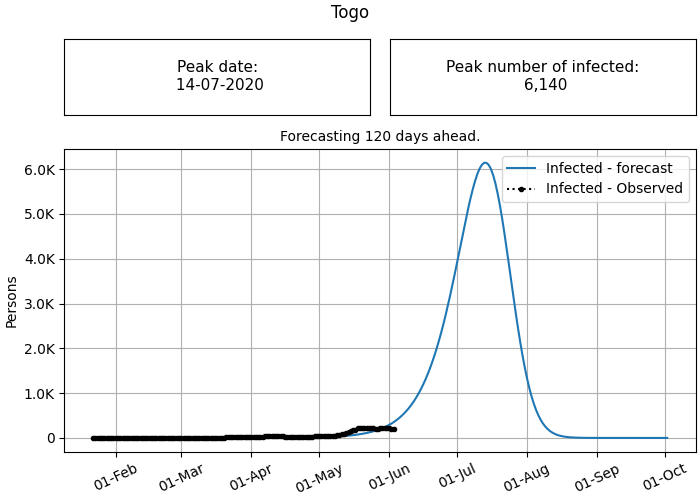 Togo
Peak date:
14-07-2020
Peak number of infected:
6,140
Forecasting 120 days ahead.
Infected - forecast
Infected - Observed
Persons
6.0K
5.0K
4.0K
3.0K
2.0K
1.0K
0
01-Feb
01-Mar
01-Apr
01-May
01-Jun
01-Jul
01-Aug
01-Sep
01-Oct